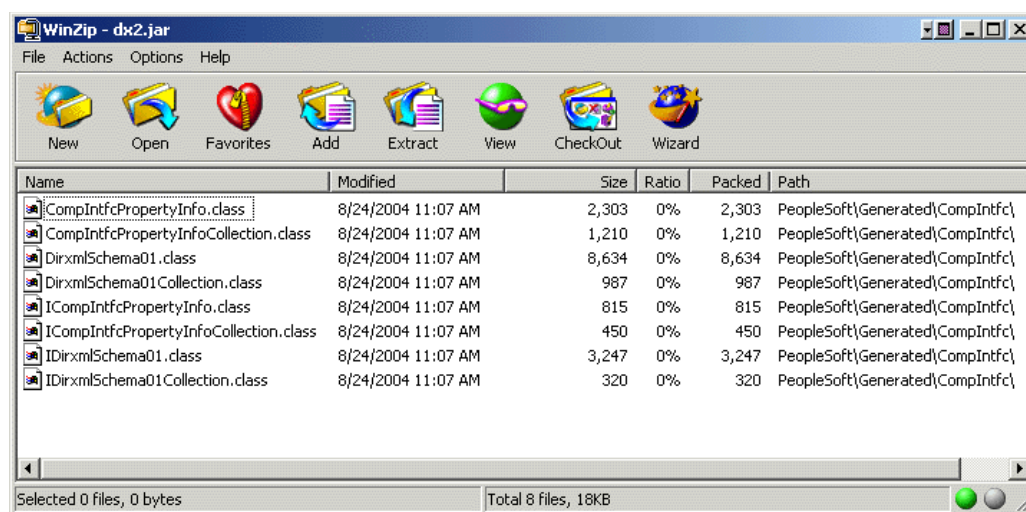 WinZip - dx2.jar
File Actions Options Help
New Open Favorites Add Extract View CheckOut Wizard
Name Modified Size Ratio Packed Path
CompIntfcPropertyInfo.class 8/24/2004 11:07 AM 2,303 0% 2,303 PeopleSoft\Generated\CompIntfc\
CompIntfcPropertyInfoCollection.class 8/24/2004 11:07 AM 1,210 0% 1,210 PeopleSoft\Generated\CompIntfc\
DirxmlSchema01.class 8/24/2004 11:07 AM 8,634 0% 8,634 PeopleSoft\Generated\CompIntfc\
DirxmlSchema01Collection.class 8/24/2004 11:07 AM 987 0% 987 PeopleSoft\Generated\CompIntfc\
ICompIntfcPropertyInfo.class 8/24/2004 11:07 AM 815 0% 815 PeopleSoft\Generated\CompIntfc\
ICompIntfcPropertyInfoCollection.class 8/24/2004 11:07 AM 450 0% 450 PeopleSoft\Generated\CompIntfc\
IDirxmlSchema01.class 8/24/2004 11:07 AM 3,247 0% 3,247 PeopleSoft\Generated\CompIntfc\
IDirxmlSchema01Collection.class 8/24/2004 11:07 AM 320 0% 320 PeopleSoft\Generated\CompIntfc\
Selected 0 files, 0 bytes Total 8 files, 18KB